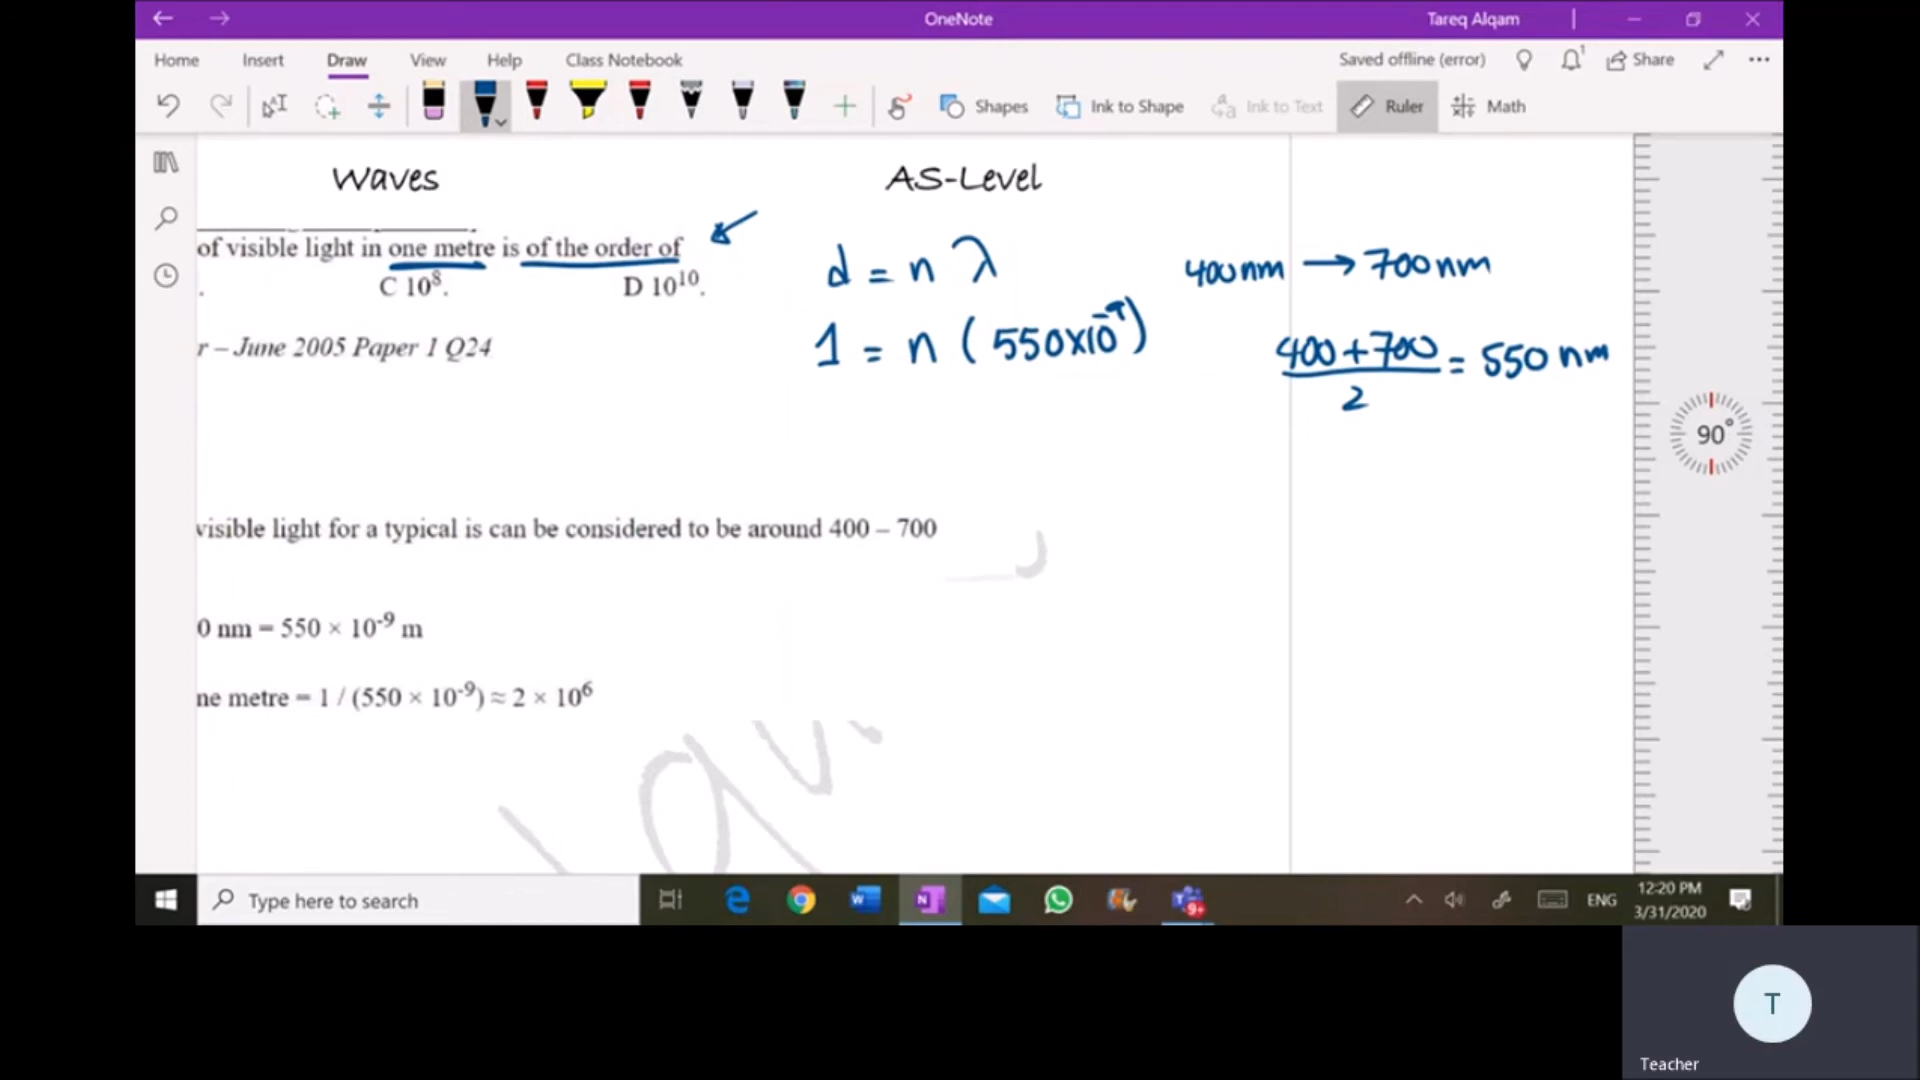 OneNote
Tareq Alqam
Home Insert Draw View Help Class Notebook
Saved offline (error) 1 Share
Shapes Ink to Shape Ink to Text Ruler Math
Waves AS-Level
of visible light in one metre is of the order of
. C 10⁸. D 10¹⁰.
r – June 2005 Paper 1 Q24
d = n λ
1 = n ( 550x10⁻⁹ )
400nm → 700nm
400+700 = 550 nm
2
90°
visible light for a typical is can be considered to be around 400 – 700
0 nm = 550 × 10⁻⁹ m
ne metre = 1 / (550 × 10⁻⁹) ≈ 2 × 10⁶
Type here to search
9+
ENG
12:20 PM
3/31/2020
T
Teacher